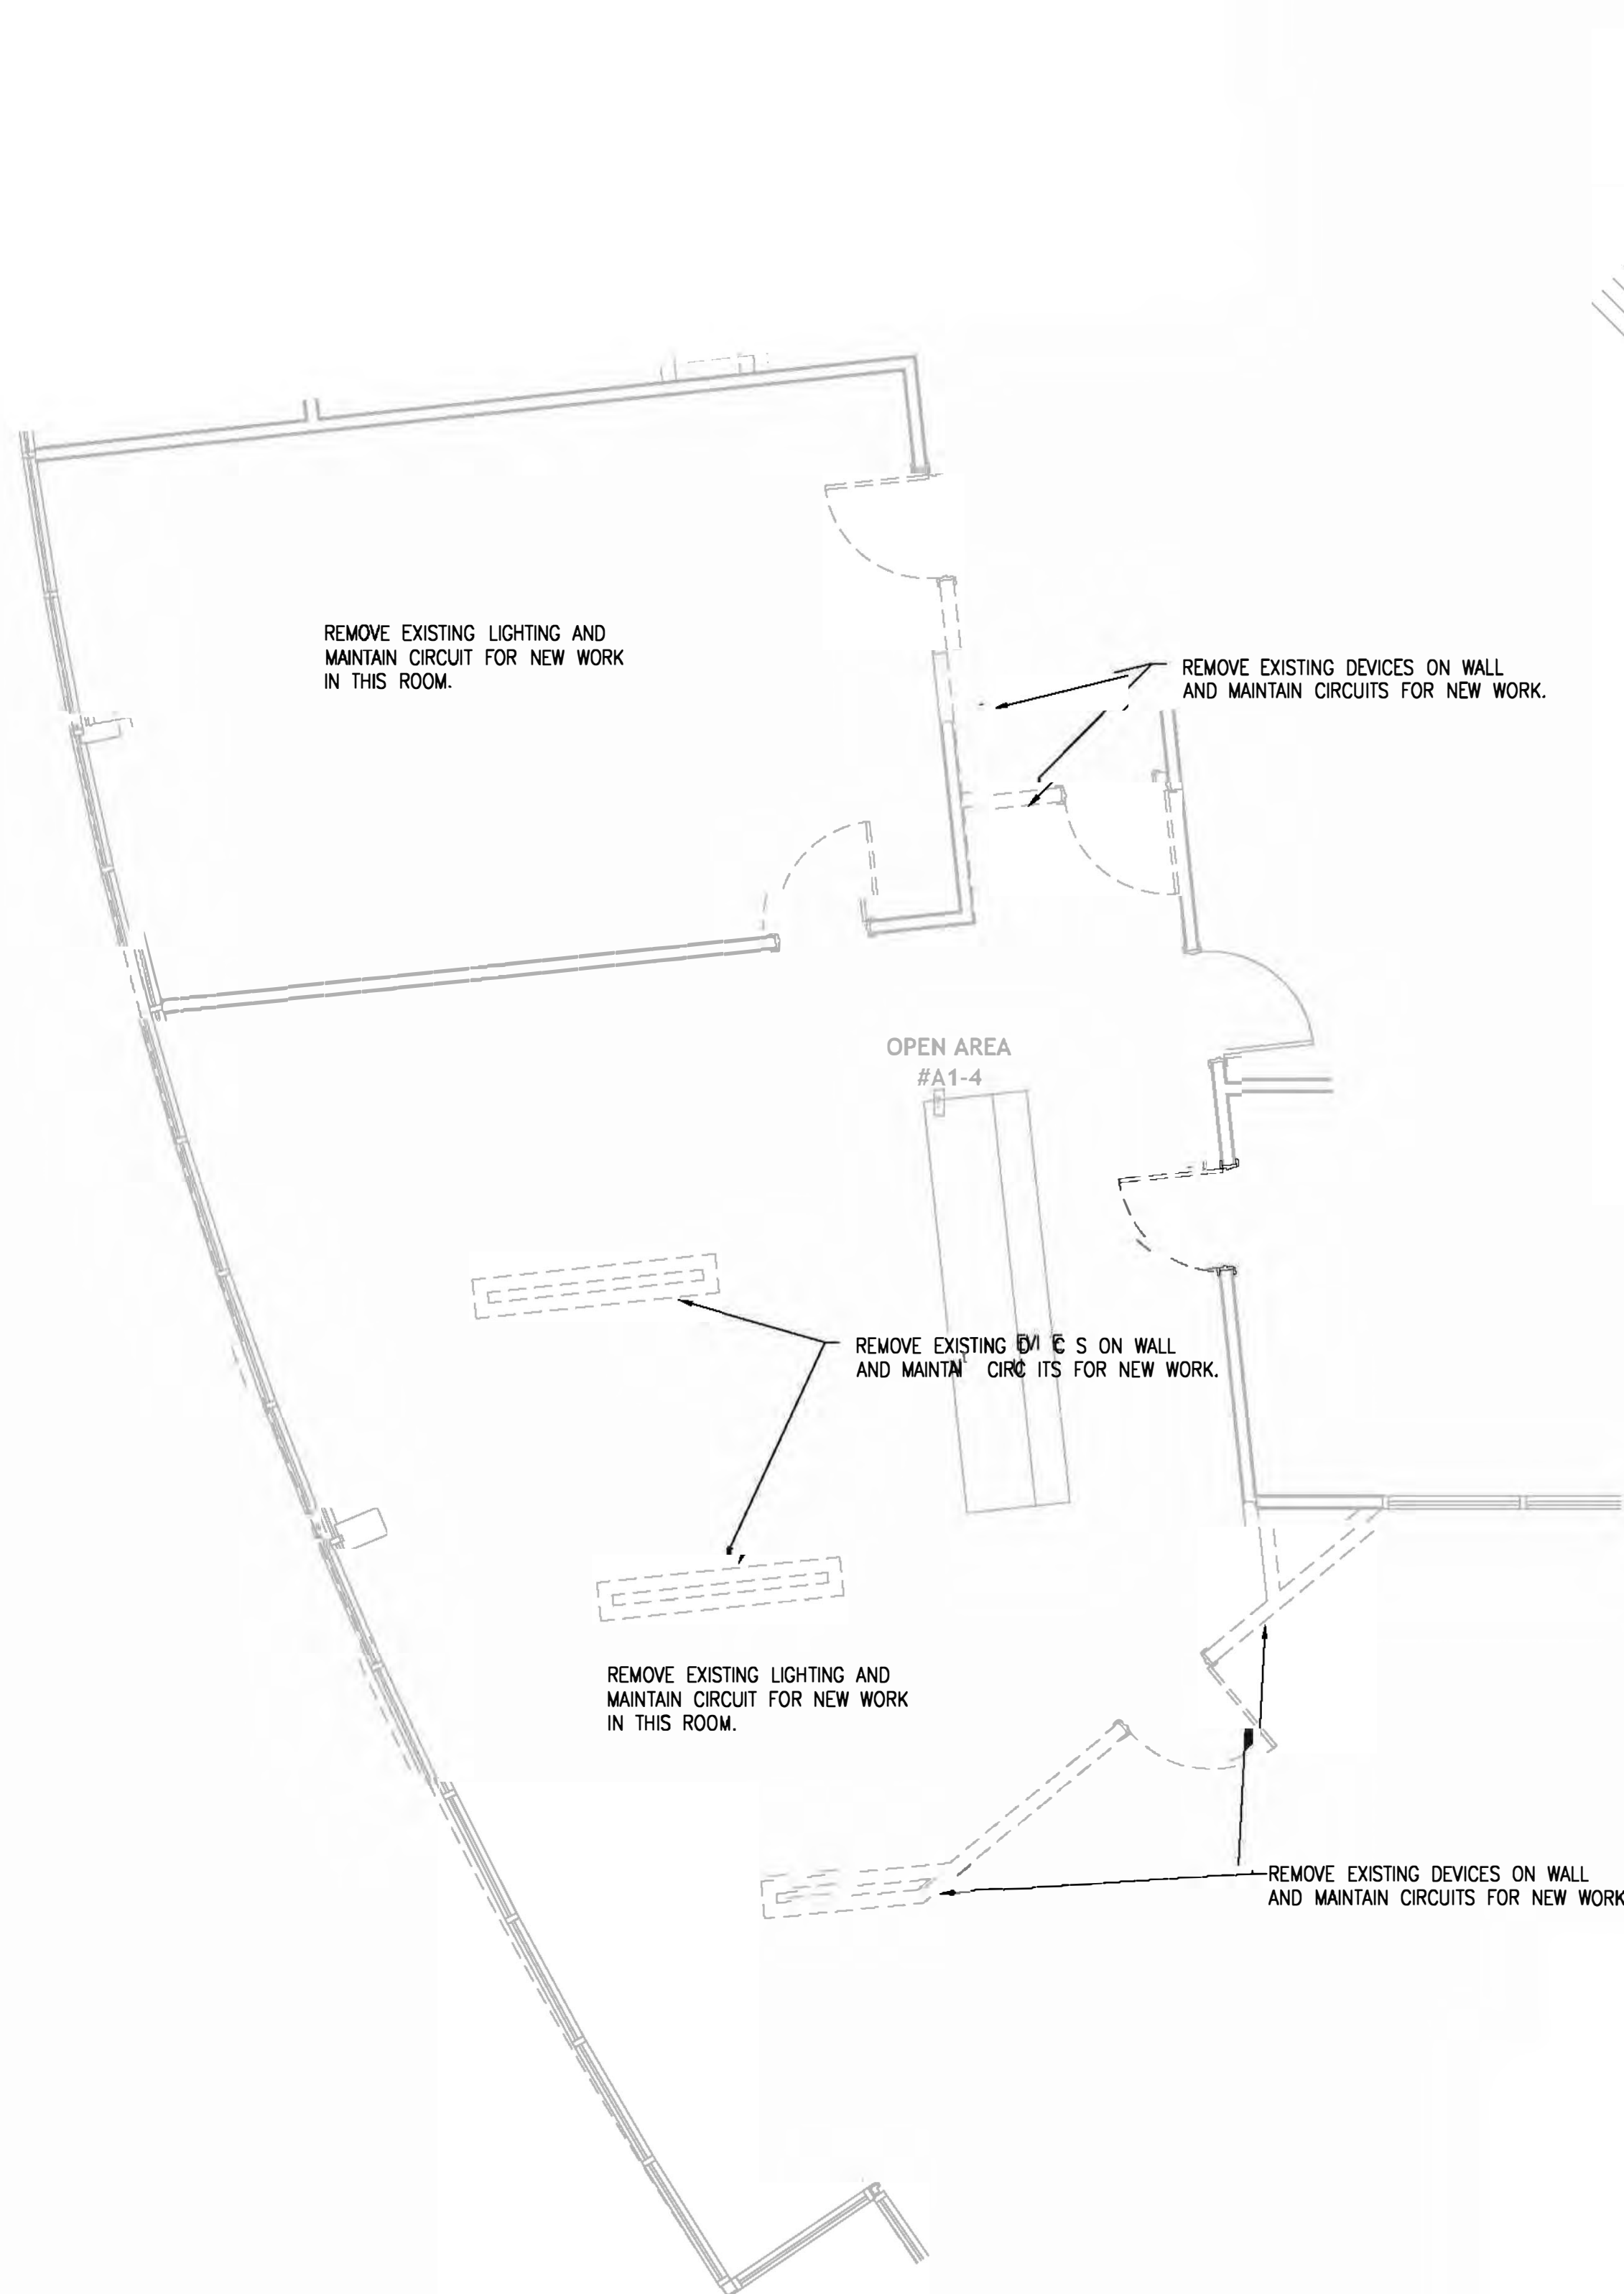 REMOVE EXISTING LIGHTING AND
MAINTAIN CIRCUIT FOR NEW WORK
IN THIS ROOM.
REMOVE EXISTING DEVICES ON WALL
AND MAINTAIN CIRCUITS FOR NEW WORK.
OPEN AREA
#A1-4
REMOVE EXISTING S ON WALL
AND MAINTAI CIRC ITS FOR NEW WORK.
REMOVE EXISTING LIGHTING AND
MAINTAIN CIRCUIT FOR NEW WORK
IN THIS ROOM.
REMOVE EXISTING DEVICES ON WALL
AND MAINTAIN CIRCUITS FOR NEW WORK